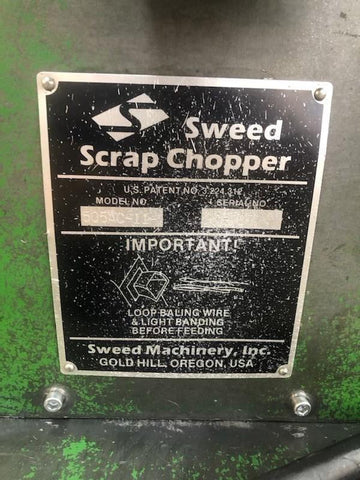 Sweed
Scrap Chopper
U.S. PATENT NO. 3,224,312
MODEL NO SERIAL NO
IMPORTANT!
LOOP BALING WIRE
& LIGHT BANDING
BEFORE FEEDING
Sweed Machinery, Inc.
GOLD HILL, OREGON, USA